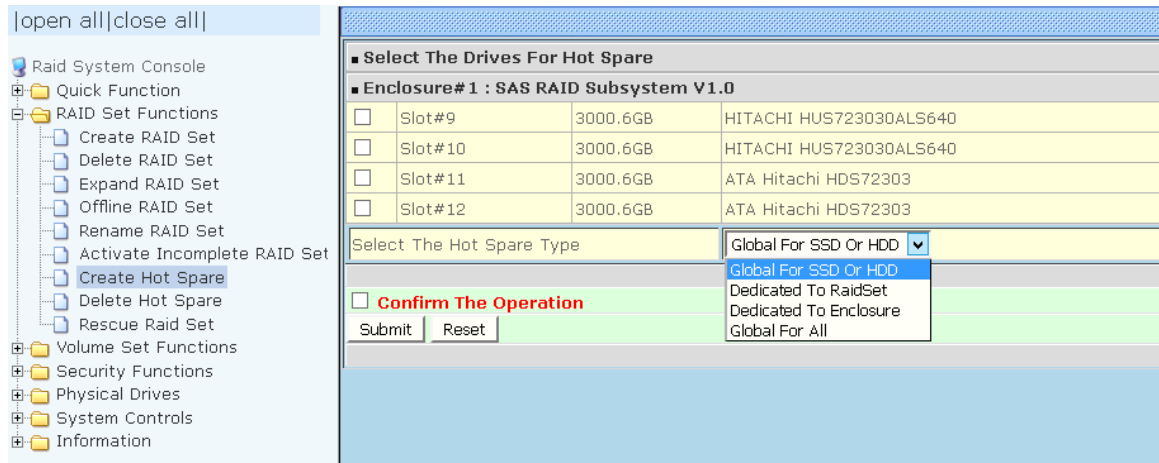 |open all|close all|
Raid System Console
Quick Function
RAID Set Functions
Create RAID Set
Delete RAID Set
Expand RAID Set
Offline RAID Set
Rename RAID Set
Activate Incomplete RAID Set
Create Hot Spare
Delete Hot Spare
Rescue Raid Set
Volume Set Functions
Security Functions
Physical Drives
System Controls
Information
Select The Drives For Hot Spare
Enclosure#1 : SAS RAID Subsystem V1.0
Slot#9 3000.6GB HITACHI HUS723030ALS640
Slot#10 3000.6GB HITACHI HUS723030ALS640
Slot#11 3000.6GB ATA Hitachi HDS72303
Slot#12 3000.6GB ATA Hitachi HDS72303
Select The Hot Spare Type Global For SSD Or HDD
Global For SSD Or HDD
Dedicated To RaidSet
Dedicated To Enclosure
Global For All
Confirm The Operation
Submit Reset